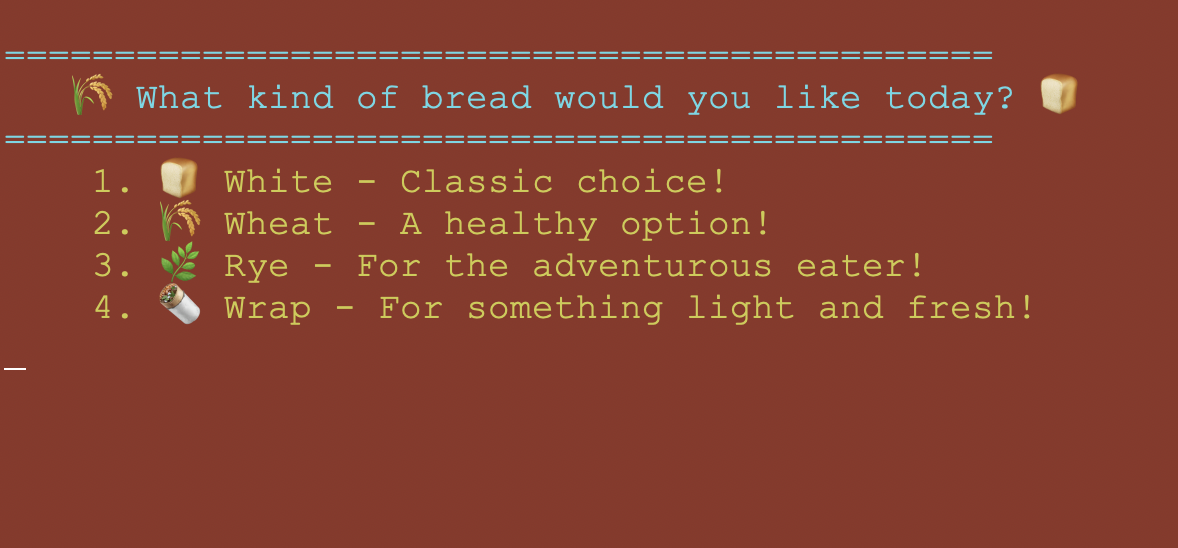 =============================================
🌾 What kind of bread would you like today? 🍞
=============================================
1. 🍞 White - Classic choice!
2. 🌾 Wheat - A healthy option!
3. 🌿 Rye - For the adventurous eater!
4. 🌯 Wrap - For something light and fresh!
_